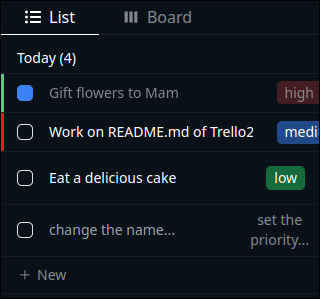 List Board
Today (4)
Gift flowers to Mam high
Work on README.md of Trello2 medi
Eat a delicious cake low
change the name... set the
priority...
+ New